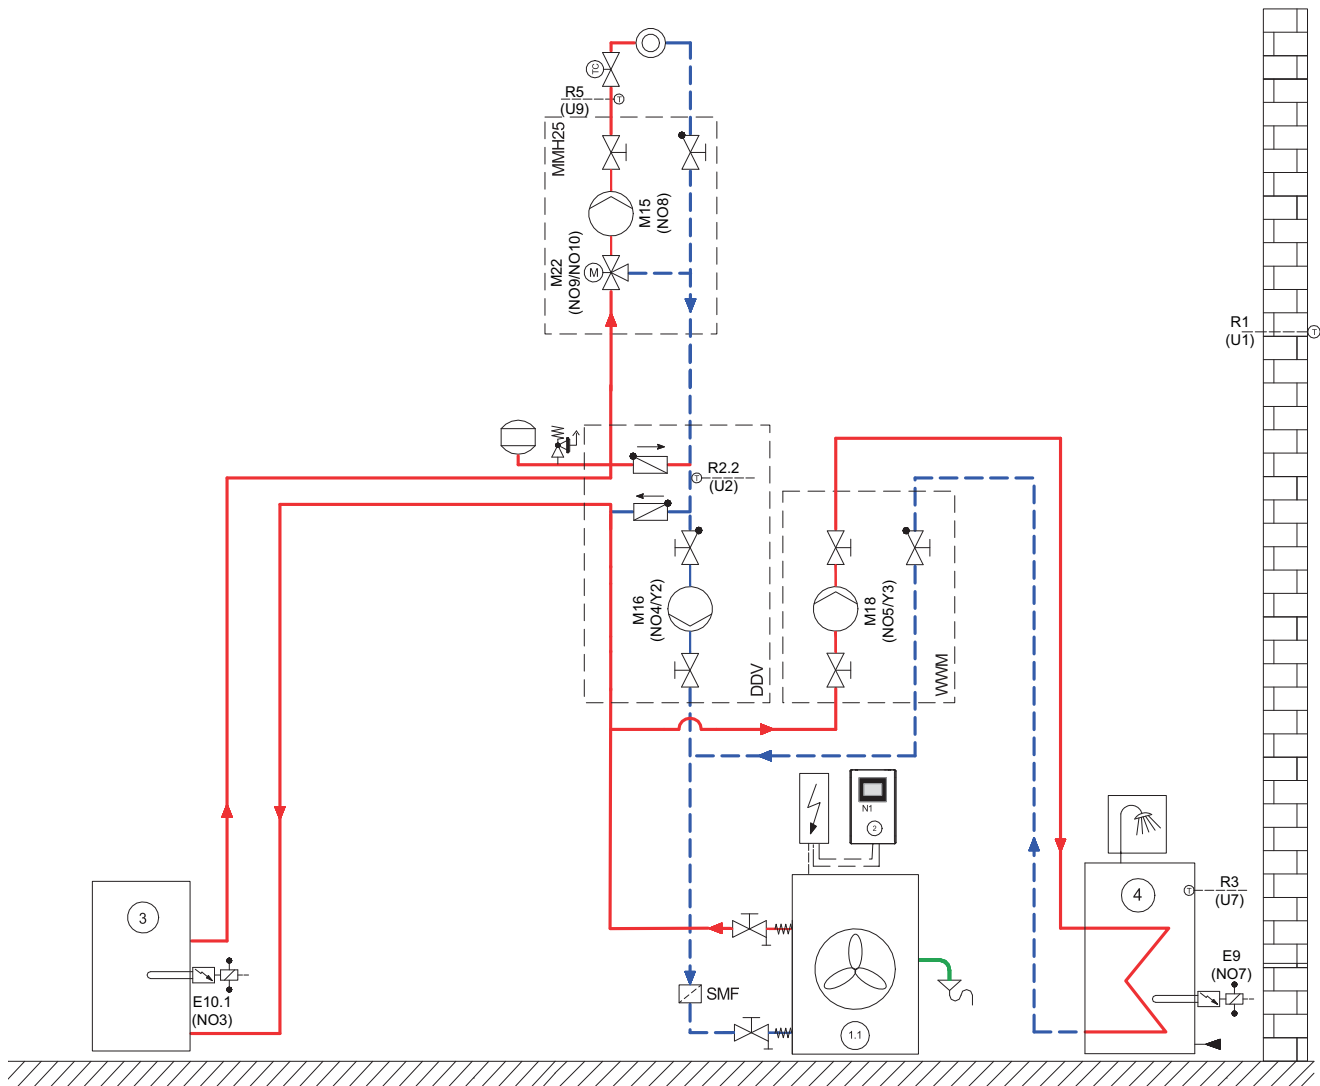 TC
R5
T
(U9)
MMH25
M15
(NO8)
M22
(NO9/NO10)
M
R1
(U1)
T
R2.2
T
(U2)
M16
(NO4/Y2)
DDV
M18
(NO5/Y3)
WWM
N1
2
3
4
T
R3
(U7)
E10.1
(NO3)
SMF
1.1
E9
(NO7)